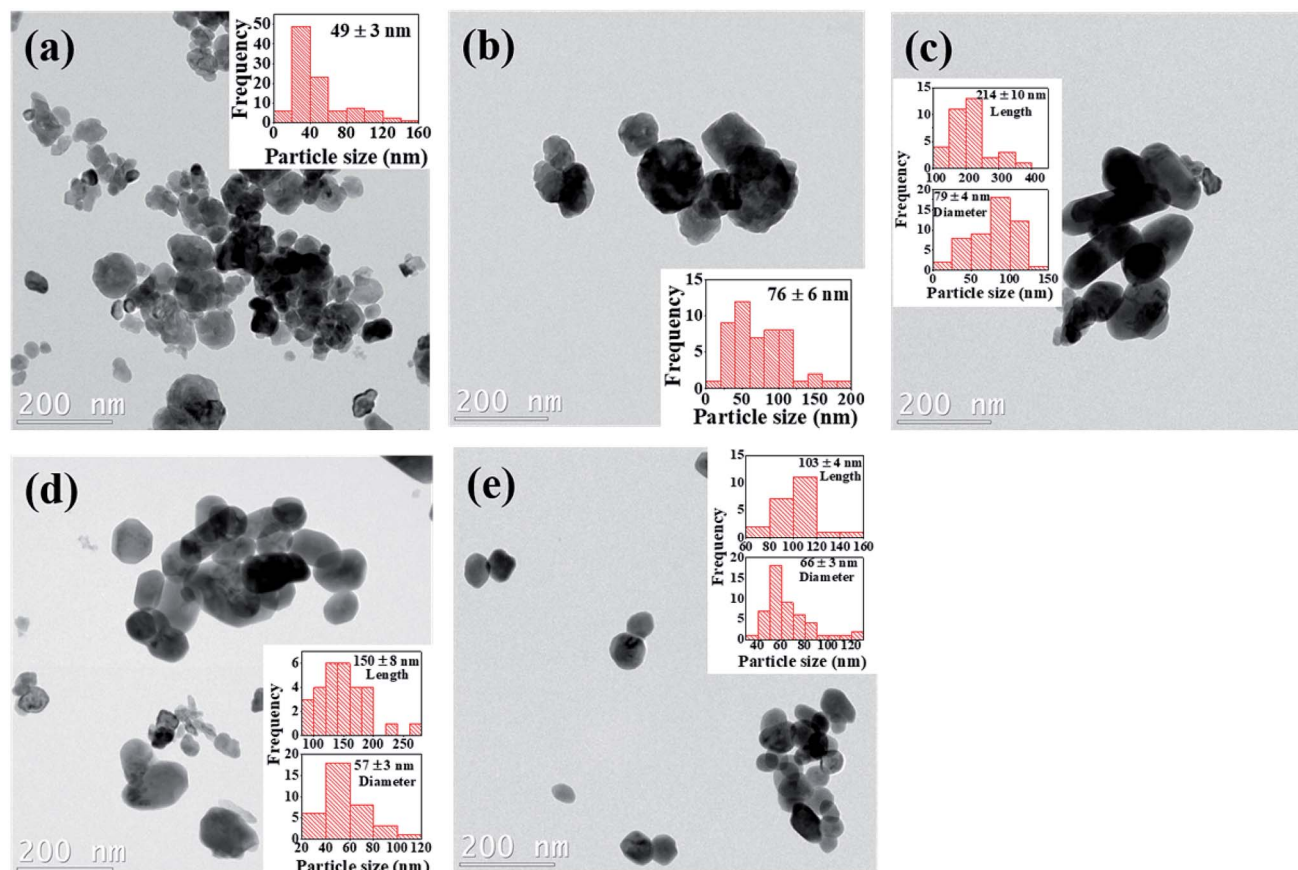 (a)
49 ± 3 nm
Frequency
50
40
30
20
10
0
0 40 80 120 160
Particle size (nm)
200 nm
(b)
76 ± 6 nm
Frequency
15
10
5
0
0 50 100 150 200
Particle size (nm)
200 nm
(c)
214 ± 10 nm
Length
15
10
5
0
100 200 300 400
Particle size (nm)
Frequency
79 ± 4 nm
Diameter
20
15
10
5
0
0 50 100 150
Particle size (nm)
200 nm
(d)
150 ± 8 nm
Length
6
4
2
0
100 150 200 250
Frequency
57 ± 3 nm
Diameter
20
15
10
5
0
20 40 60 80 100 120
Particle size (nm)
200 nm
(e)
103 ± 4 nm
Length
15
10
5
0
60 80 100 120 140 160
Frequency
66 ± 3 nm
Diameter
20
15
10
5
0
40 60 80 100 120
Particle size (nm)
200 nm